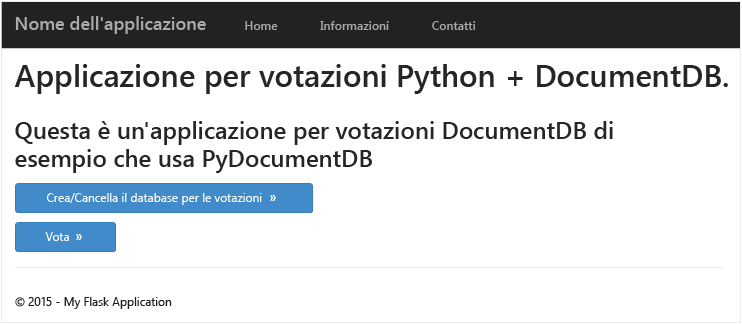 Nome dell'applicazione Home Informazioni Contatti
Applicazione per votazioni Python + DocumentDB.
Questa è un'applicazione per votazioni DocumentDB di
esempio che usa PyDocumentDB
Crea/Cancella il database per le votazioni »
Vota »
© 2015 - My Flask Application